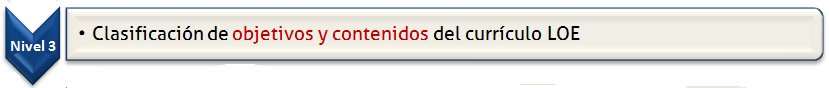 Nivel 3
• Clasificación de objetivos y contenidos del currículo LOE